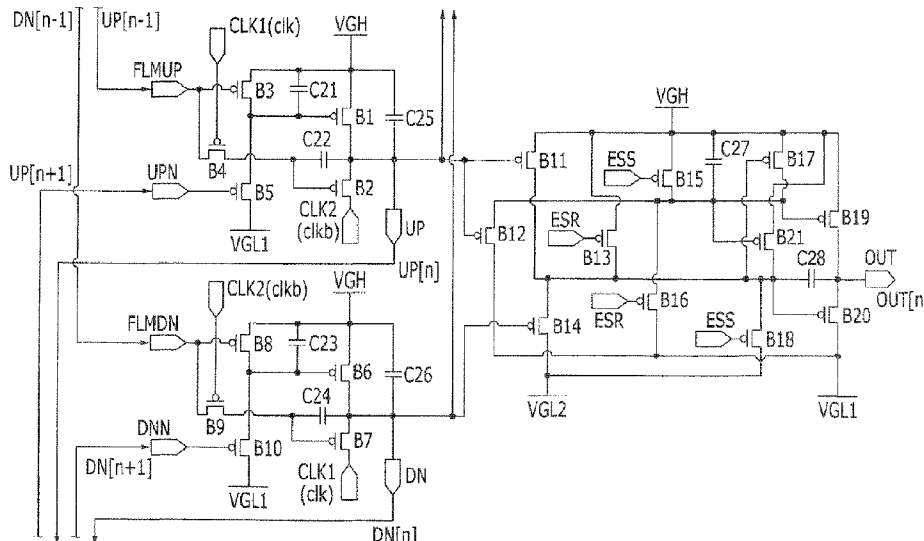 DN[n-1]
UP[n-1]
CLK1(clk)
VGH
FLMUP
B3
C21
B1
C25
C22
B4
UP[n+1]
UPN
B5
B2
CLK2
(clkb)
UP
VGL1
UP[n]
VGH
B11
ESS
B15
C27
B17
B12
ESR
B13
B21
B19
C28
OUT
OUT[n
B14
ESR
B16
ESS
B18
B20
VGL2
VGL1
CLK2(clkb)
VGH
FLMDN
B8
C23
B6
C26
C24
B9
DNN
B10
B7
DN[n+1]
CLK1
(clk)
DN
VGL1
DN[n]